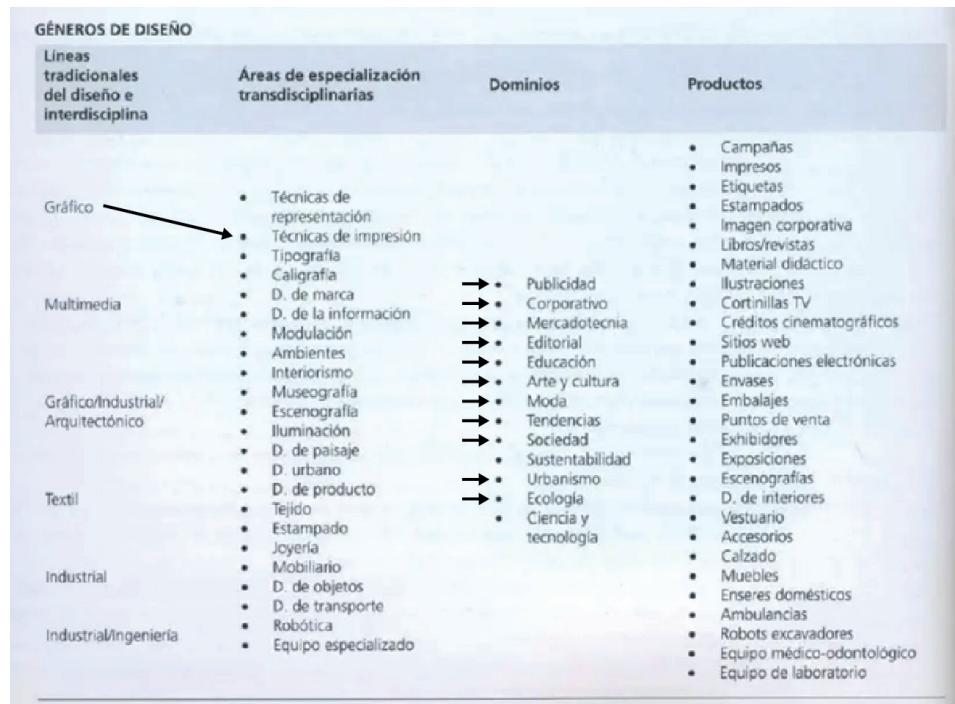 GÉNEROS DE DISEÑO
Líneas
tradicionales
del diseño e
interdisciplina
Áreas de especialización
transdisciplinarias
Dominios
Productos
Gráfico
Multimedia
Gráfico/Industrial/
Arquitectónico
Textil
Industrial
Industrial/Ingeniería
• Técnicas de
representación
• Técnicas de impresión
• Tipografía
• Caligrafía
• D. de marca
• D. de la información
• Modulación
• Ambientes
• Interiorismo
• Museografía
• Escenografía
• Iluminación
• D. de paisaje
• D. urbano
• D. de producto
• Tejido
• Estampado
• Joyería
• Mobiliario
• D. de objetos
• D. de transporte
• Robótica
• Equipo especializado
• Publicidad
• Corporativo
• Mercadotecnia
• Editorial
• Educación
• Arte y cultura
• Moda
• Tendencias
• Sociedad
• Sustentabilidad
• Urbanismo
• Ecología
• Ciencia y
tecnología
• Campañas
• Impresos
• Etiquetas
• Estampados
• Imagen corporativa
• Libros/revistas
• Material didáctico
• Ilustraciones
• Cortinillas TV
• Créditos cinematográficos
• Sitios web
• Publicaciones electrónicas
• Envases
• Embalajes
• Puntos de venta
• Exhibidores
• Exposiciones
• Escenografías
• D. de interiores
• Vestuario
• Accesorios
• Calzado
• Muebles
• Enseres domésticos
• Ambulancias
• Robots excavadores
• Equipo médico-odontológico
• Equipo de laboratorio